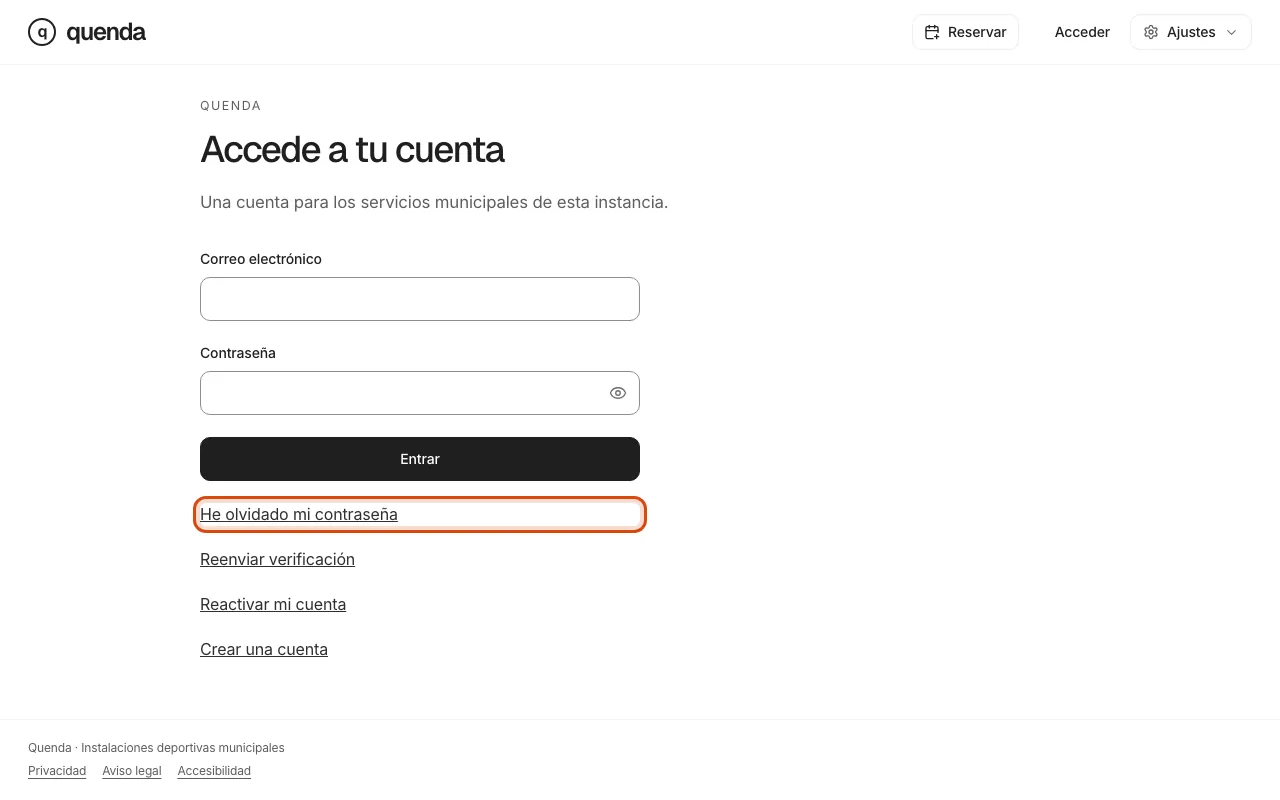 q quenda
Reservar
Acceder
Ajustes
QUENDA
Accede a tu cuenta
Una cuenta para los servicios municipales de esta instancia.
Correo electrónico
Contraseña
Entrar
He olvidado mi contraseña
Reenviar verificación
Reactivar mi cuenta
Crear una cuenta
Quenda · Instalaciones deportivas municipales
Privacidad Aviso legal Accesibilidad